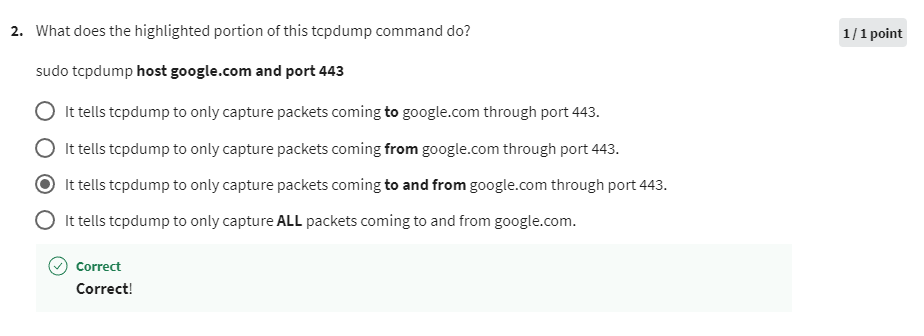 2. What does the highlighted portion of this tcpdump command do?
1 / 1 point
sudo tcpdump host google.com and port 443
It tells tcpdump to only capture packets coming to google.com through port 443.
It tells tcpdump to only capture packets coming from google.com through port 443.
It tells tcpdump to only capture packets coming to and from google.com through port 443.
It tells tcpdump to only capture ALL packets coming to and from google.com.
Correct
Correct!